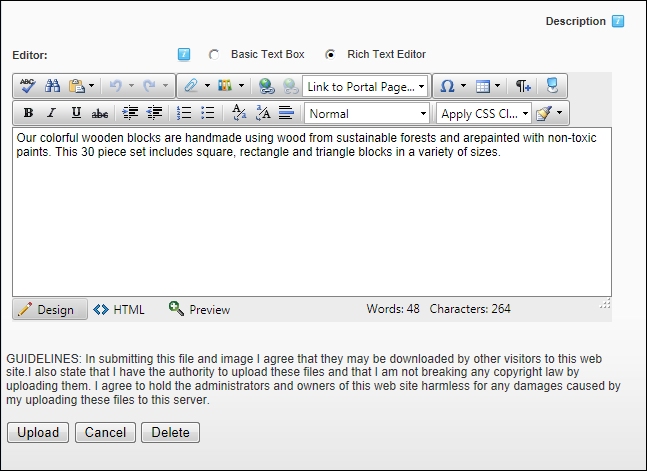 Description
Editor: Basic Text Box Rich Text Editor
ABC Link to Portal Page... Ω
B I U abc Normal Apply CSS Cl...
Our colorful wooden blocks are handmade using wood from sustainable forests and arepainted with non-toxic
paints. This 30 piece set includes square, rectangle and triangle blocks in a variety of sizes.
Design HTML Preview Words: 48 Characters: 264
GUIDELINES: In submitting this file and image I agree that they may be downloaded by other visitors to this web
site.I also state that I have the authority to upload these files and that I am not breaking any copyright law by
uploading them. I agree to hold the administrators and owners of this web site harmless for any damages caused by
my uploading these files to this server.
Upload Cancel Delete